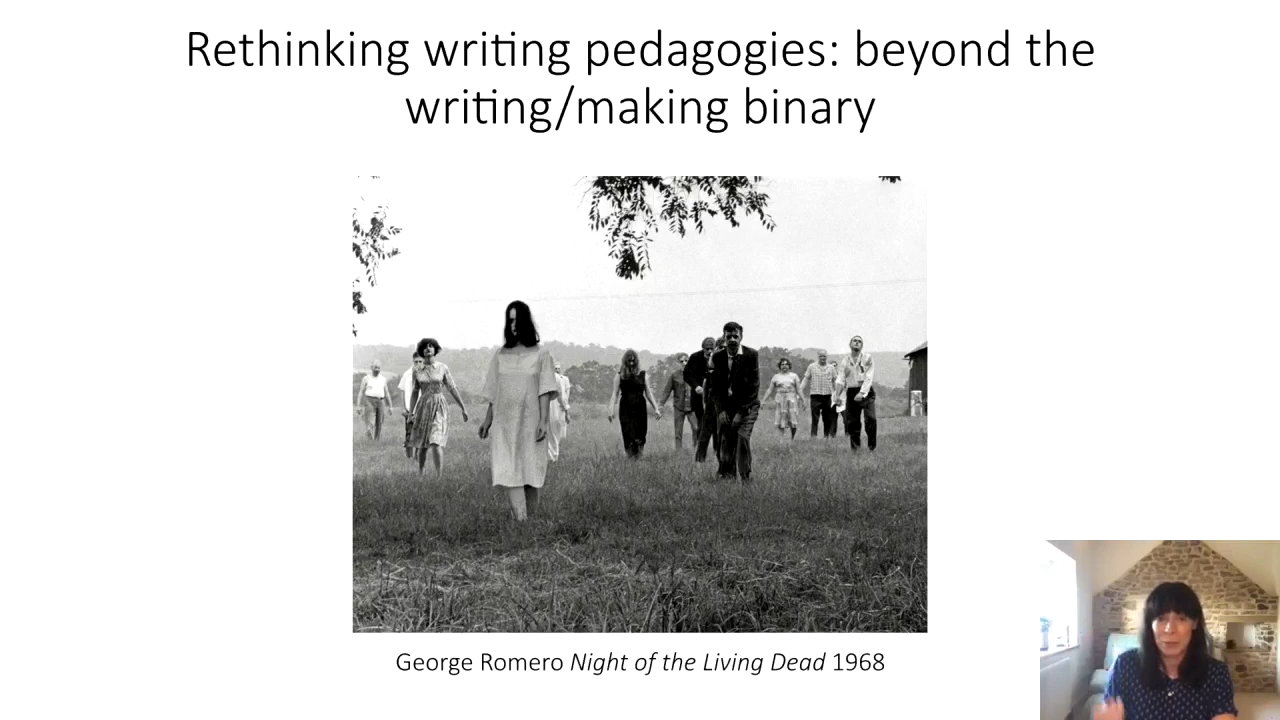 Rethinking writing pedagogies: beyond the
writing/making binary
George Romero Night of the Living Dead 1968